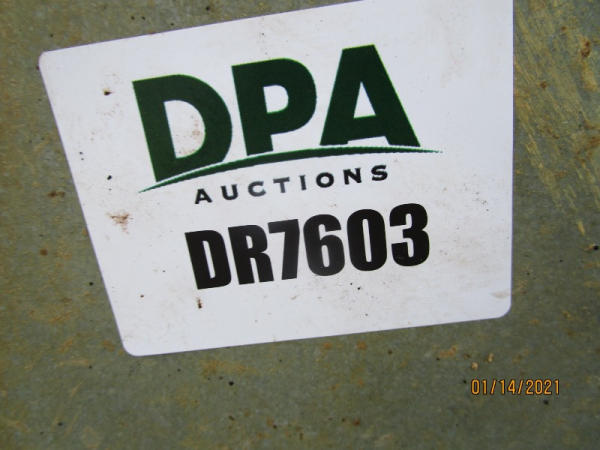 DPA
AUCTIONS
DR7603
01/14/2021